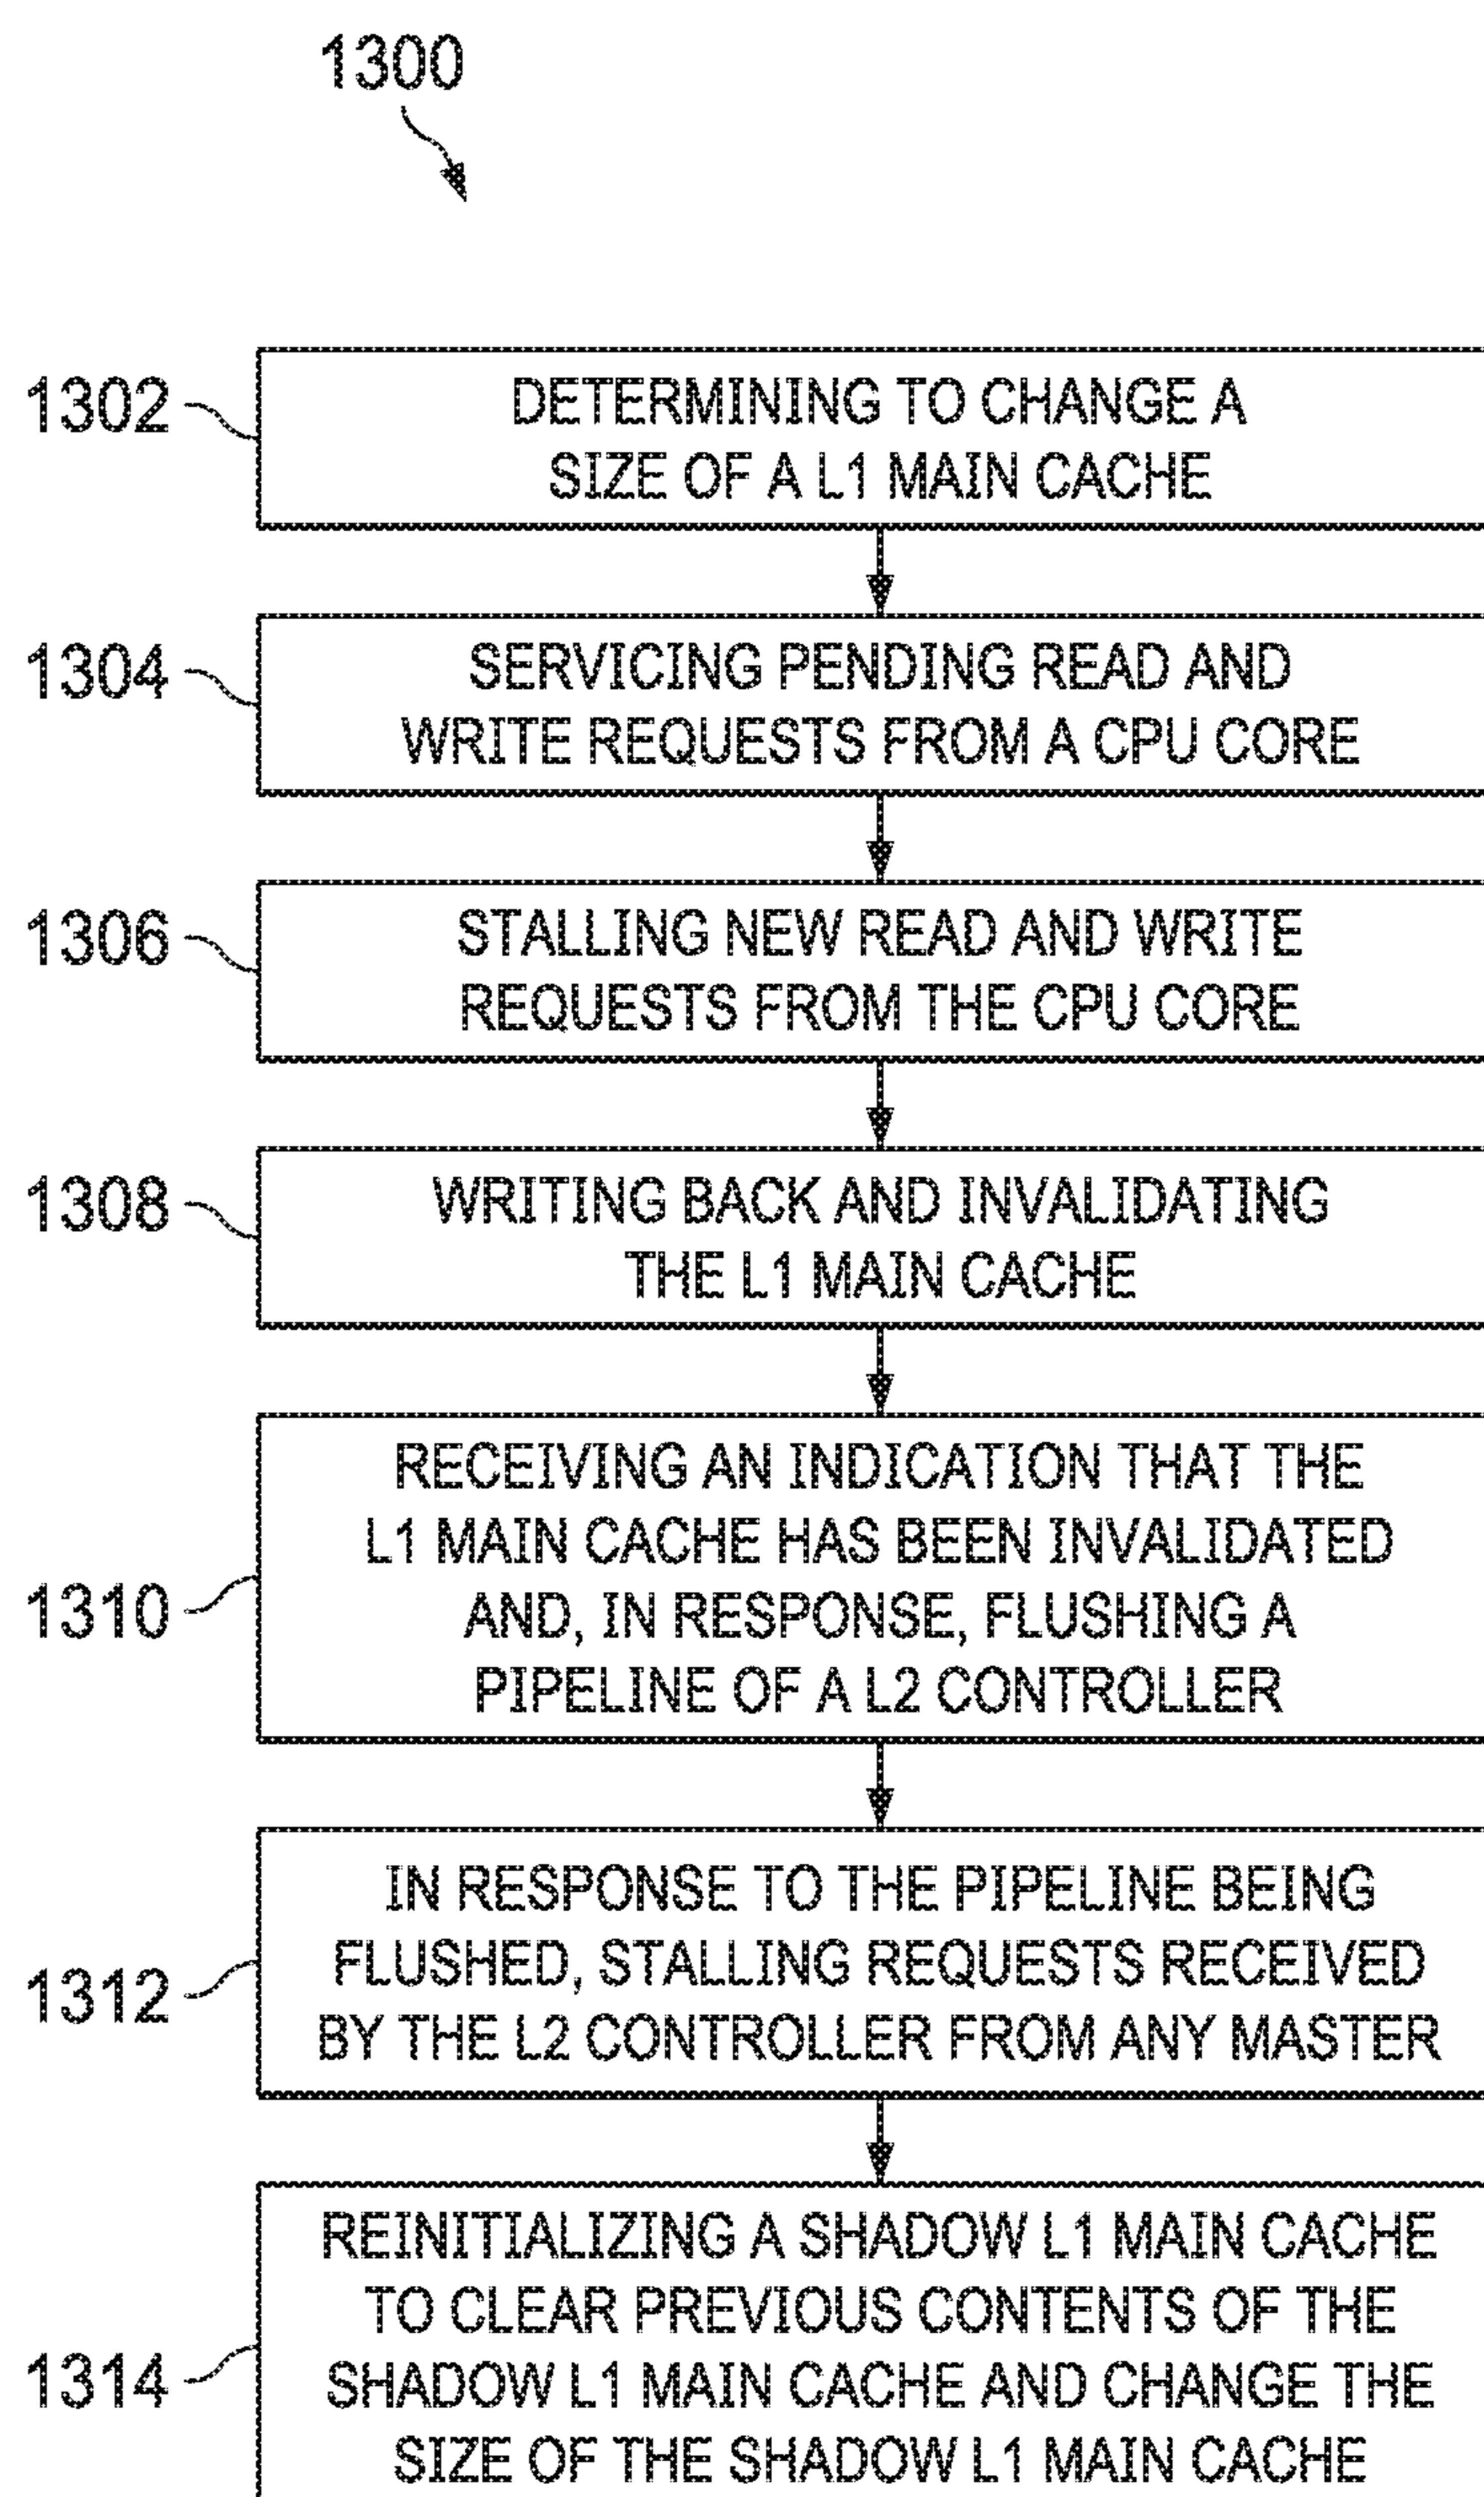 1300
1302
DETERMINING TO CHANGE A
SIZE OF A L1 MAIN CACHE
1304
SERVICING PENDING READ AND
WRITE REQUESTS FROM A CPU CORE
1306
STALLING NEW READ AND WRITE
REQUESTS FROM THE CPU CORE
1308
WRITING BACK AND INVALIDATING
THE L1 MAIN CACHE
1310
RECEIVING AN INDICATION THAT THE
L1 MAIN CACHE HAS BEEN INVALIDATED
AND, IN RESPONSE, FLUSHING A
PIPELINE OF A L2 CONTROLLER
1312
IN RESPONSE TO THE PIPELINE BEING
FLUSHED, STALLING REQUESTS RECEIVED
BY THE L2 CONTROLLER FROM ANY MASTER
1314
REINITIALIZING A SHADOW L1 MAIN CACHE
TO CLEAR PREVIOUS CONTENTS OF THE
SHADOW L1 MAIN CACHE AND CHANGE THE
SIZE OF THE SHADOW L1 MAIN CACHE